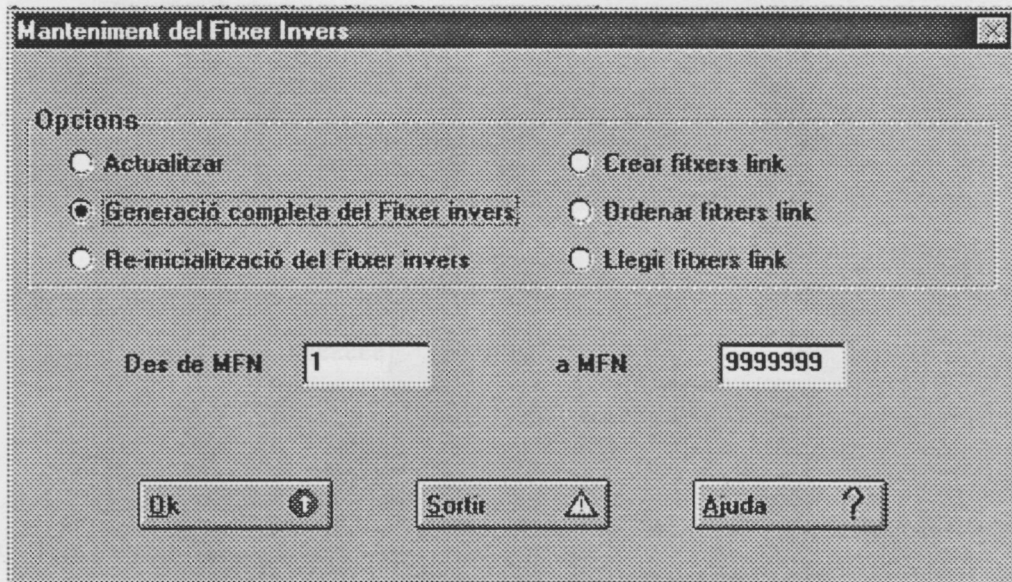 Manteniment del Fitxer Invers
Opcions
Actualitzar
Crear fitxers link
Generació completa del Fitxer invers
Ordenar fitxers link
Re-inicialització del Fitxer invers
Llegir fitxers link
Des de MFN 1 a MFN 9999999
Ok Sortir Ajuda ?